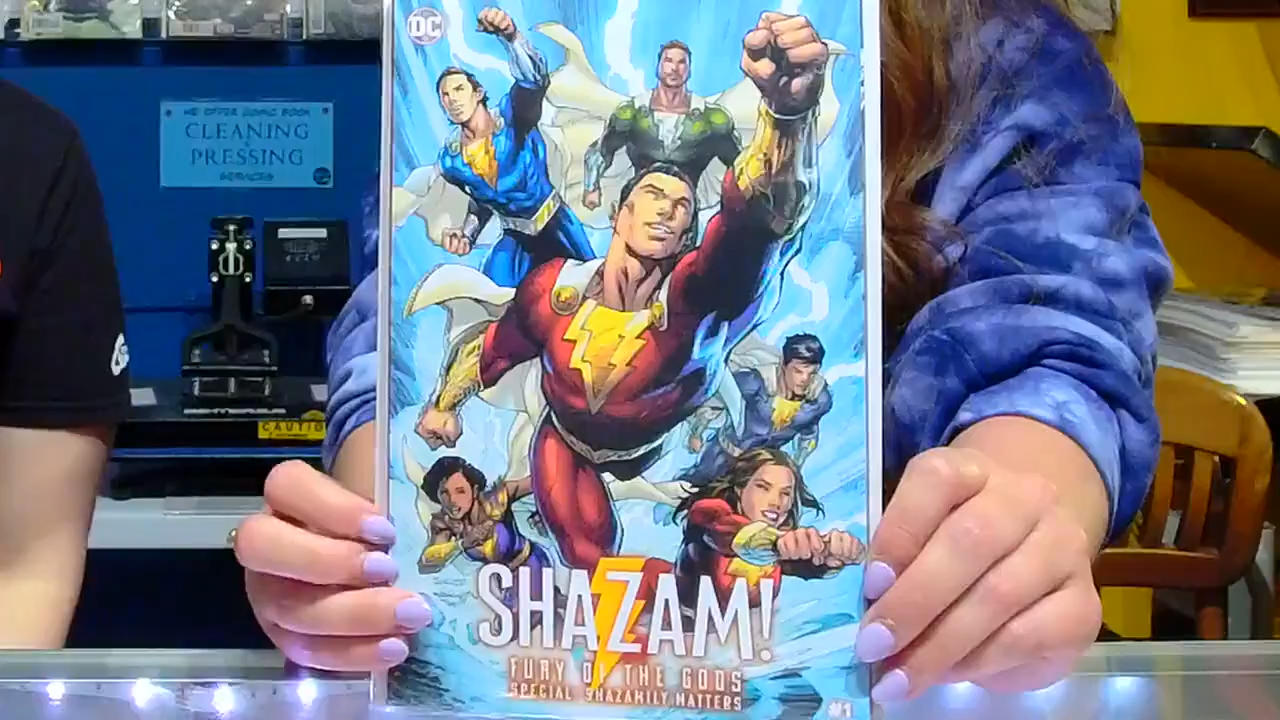 DC
WE OFFER COMIC BOOK
CLEANING
&
PRESSING
SERVICES
CAUTION
SHAZAM!
FURY OF THE GODS
SPECIAL SHAZAMILY MATTERS
#1